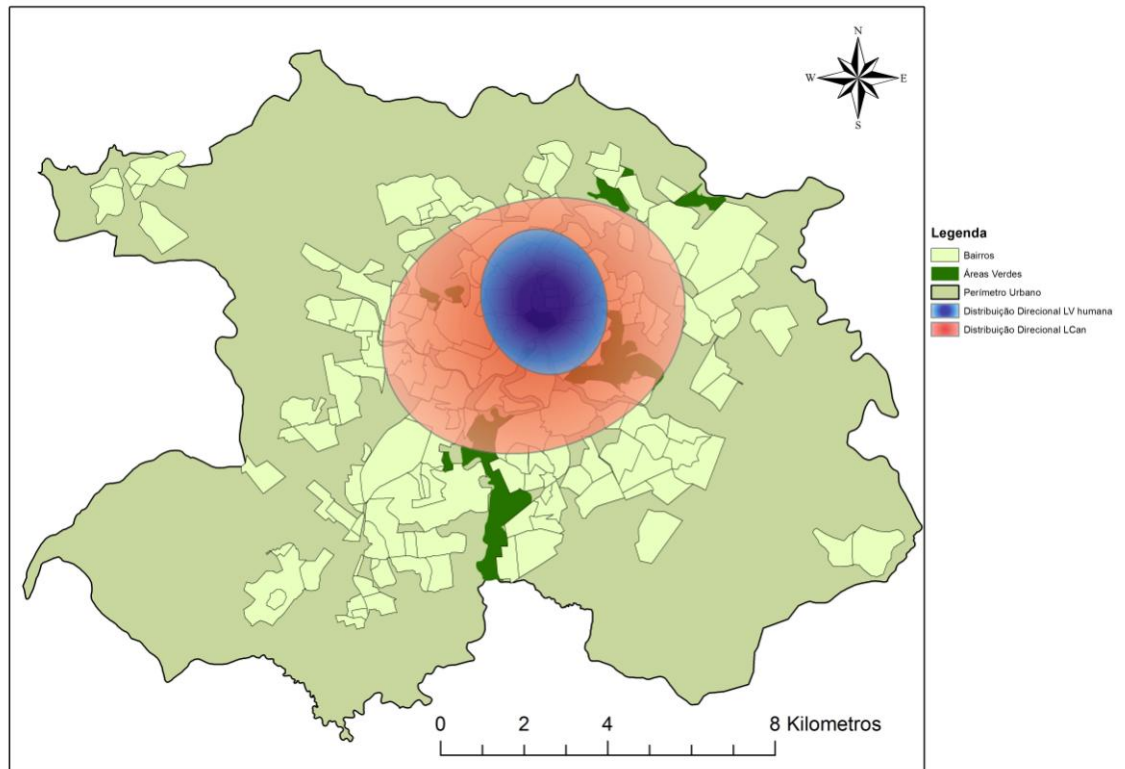 N
W E
S
Legenda
Bairros
Áreas Verdes
Perímetro Urbano
Distribuição Direcional LV humana
Distribuição Direcional LCan
0 2 4 8 Kilometros